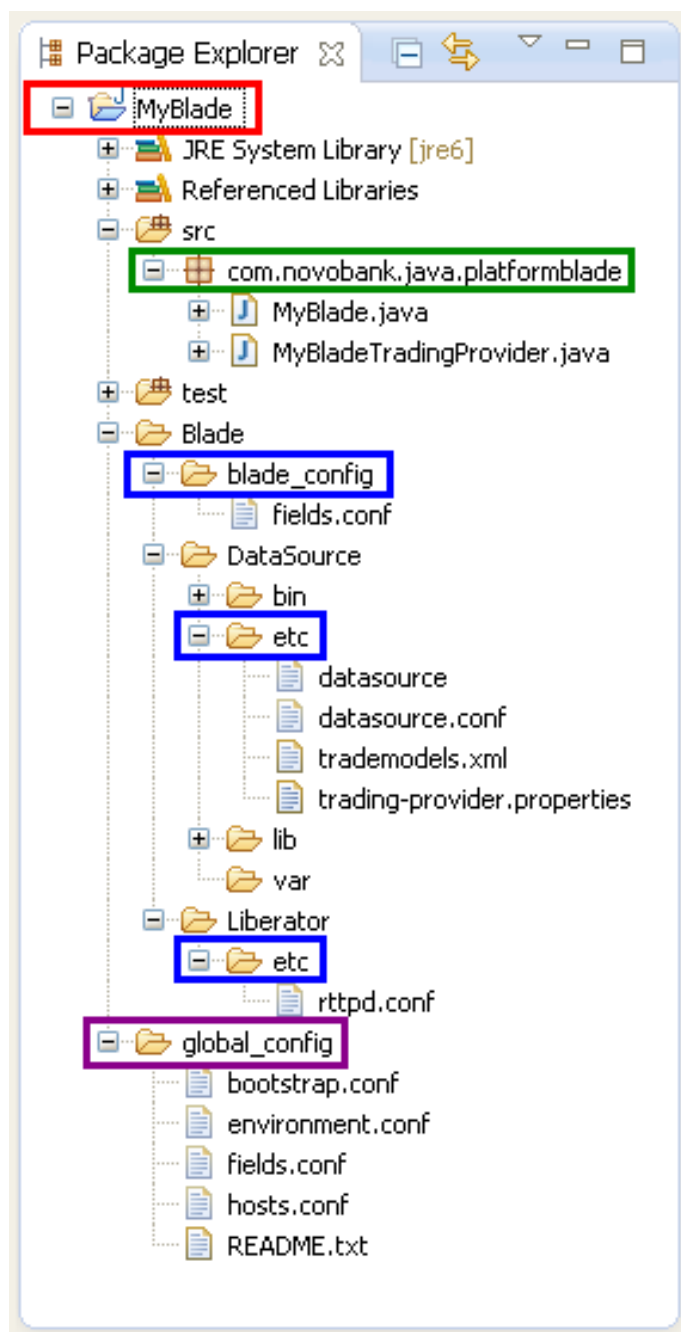 Package Explorer
MyBlade
JRE System Library [jre6]
Referenced Libraries
src
com.novobank.java.platformblade
MyBlade.java
MyBladeTradingProvider.java
test
Blade
blade_config
fields.conf
DataSource
bin
etc
datasource
datasource.conf
trademodels.xml
trading-provider.properties
lib
var
Liberator
etc
rttpd.conf
global_config
bootstrap.conf
environment.conf
fields.conf
hosts.conf
README.txt